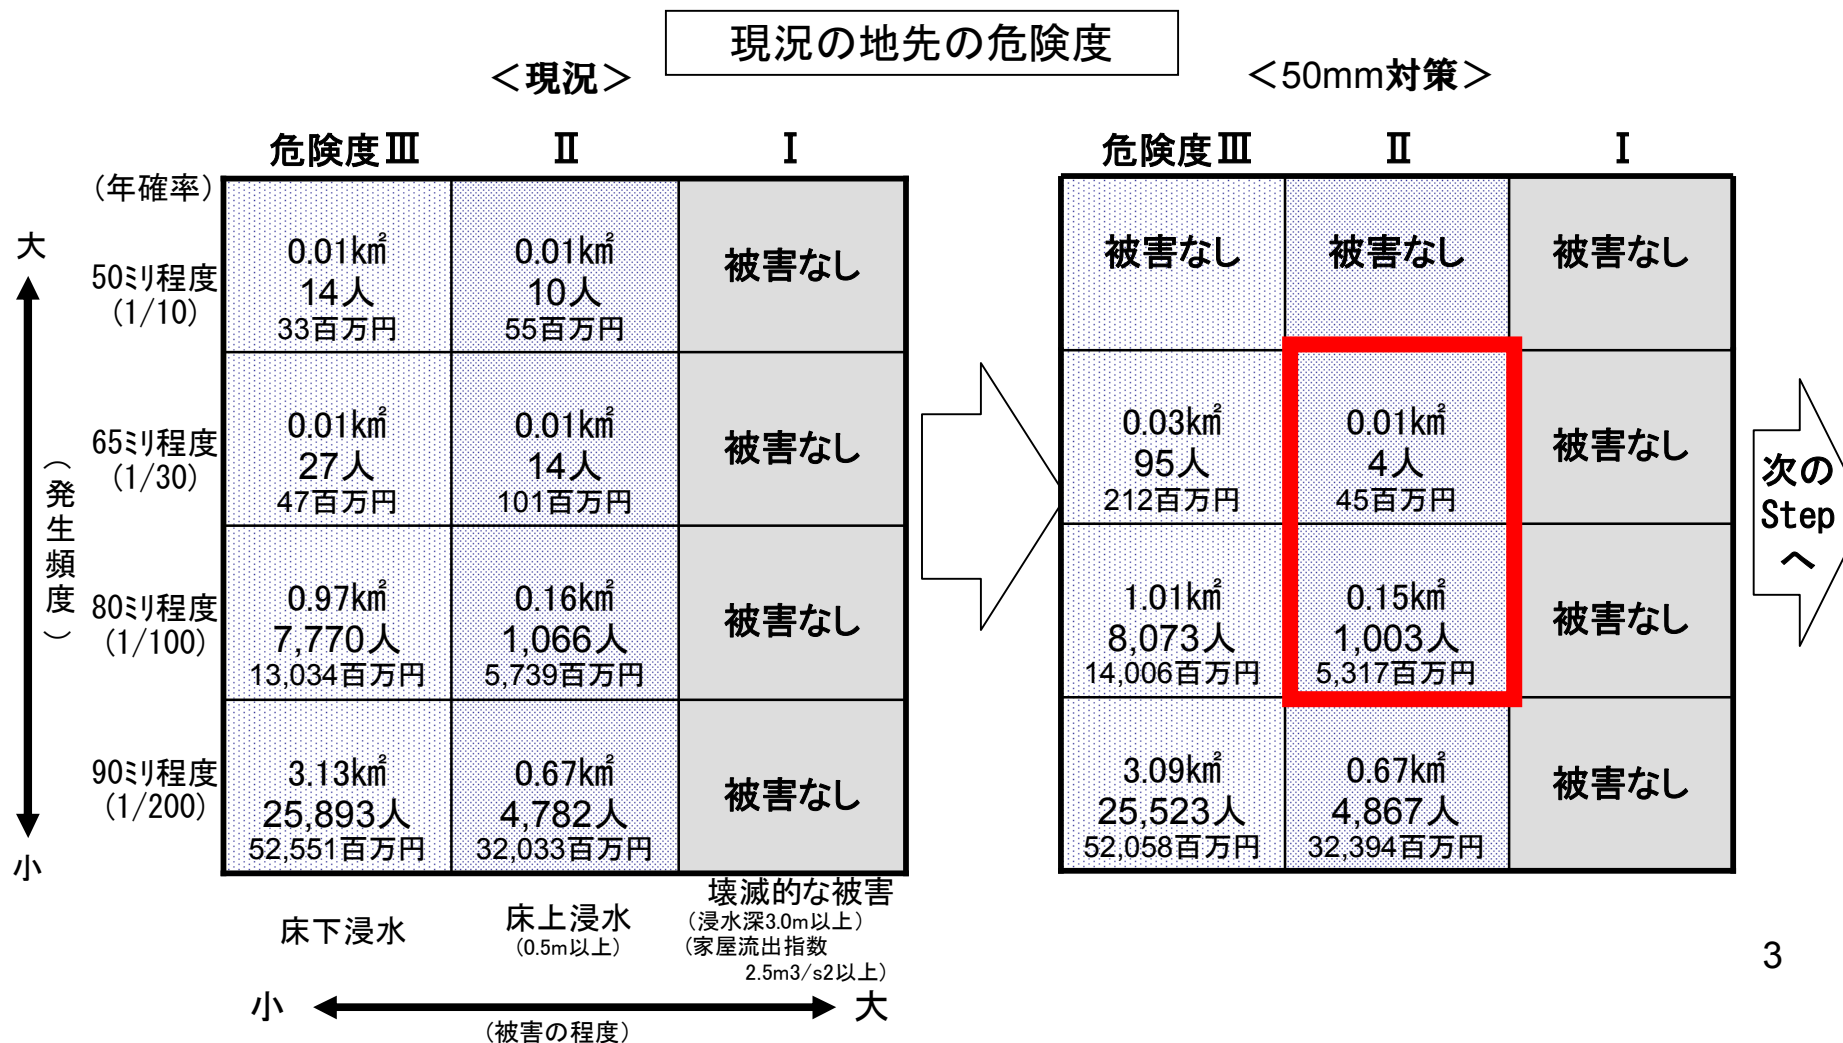 現況の地先の危険度
＜現況＞
危険度Ⅲ Ⅱ Ⅰ
(年確率)
大
(発生頻度)
小
50ミリ程度
(1/10)
0.01k㎡
14人
33百万円
0.01k㎡
10人
55百万円
被害なし
65ミリ程度
(1/30)
0.01k㎡
27人
47百万円
0.01k㎡
14人
101百万円
被害なし
80ミリ程度
(1/100)
0.97k㎡
7,770人
13,034百万円
0.16k㎡
1,066人
5,739百万円
被害なし
90ミリ程度
(1/200)
3.13k㎡
25,893人
52,551百万円
0.67k㎡
4,782人
32,033百万円
被害なし
床下浸水
床上浸水
(0.5m以上)
壊滅的な被害
(浸水深3.0m以上)
(家屋流出指数
2.5m3/s2以上)
小 大
(被害の程度)
＜50mm対策＞
危険度Ⅲ Ⅱ Ⅰ
被害なし 被害なし 被害なし
0.03k㎡
95人
212百万円
0.01k㎡
4人
45百万円
被害なし
1.01k㎡
8,073人
14,006百万円
0.15k㎡
1,003人
5,317百万円
被害なし
3.09k㎡
25,523人
52,058百万円
0.67k㎡
4,867人
32,394百万円
被害なし
次の
Step
へ
3